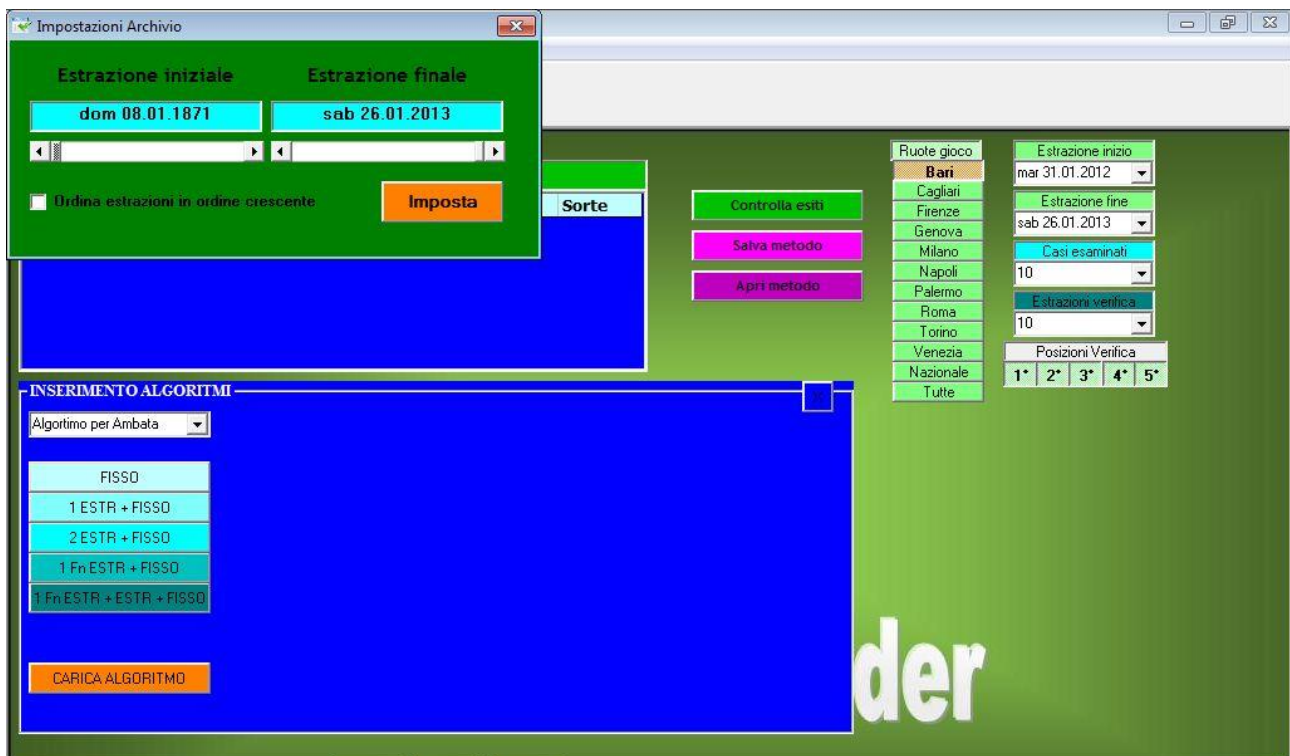 Impostazioni Archivio
Estrazione iniziale
Estrazione finale
dom 08.01.1871
sab 26.01.2013
Ordina estrazioni in ordine crescente
Imposta
Sorte
Controlla esiti
Salva metodo
Apri metodo
Ruote gioco
Bari
Cagliari
Firenze
Genova
Milano
Napoli
Palermo
Roma
Torino
Venezia
Nazionale
Tutte
Estrazione inizio
mar 31.01.2012
Estrazione fine
sab 26.01.2013
Casi esaminati
10
Estrazioni verifica
10
Posizioni Verifica
1* 2* 3* 4* 5*
INSERIMENTO ALGORITMI
X
Algortimo per Ambata
FISSO
1 ESTR + FISSO
2 ESTR + FISSO
1 Fn ESTR + FISSO
1 Fn ESTR + ESTR + FISSO
CARICA ALGORITMO
der